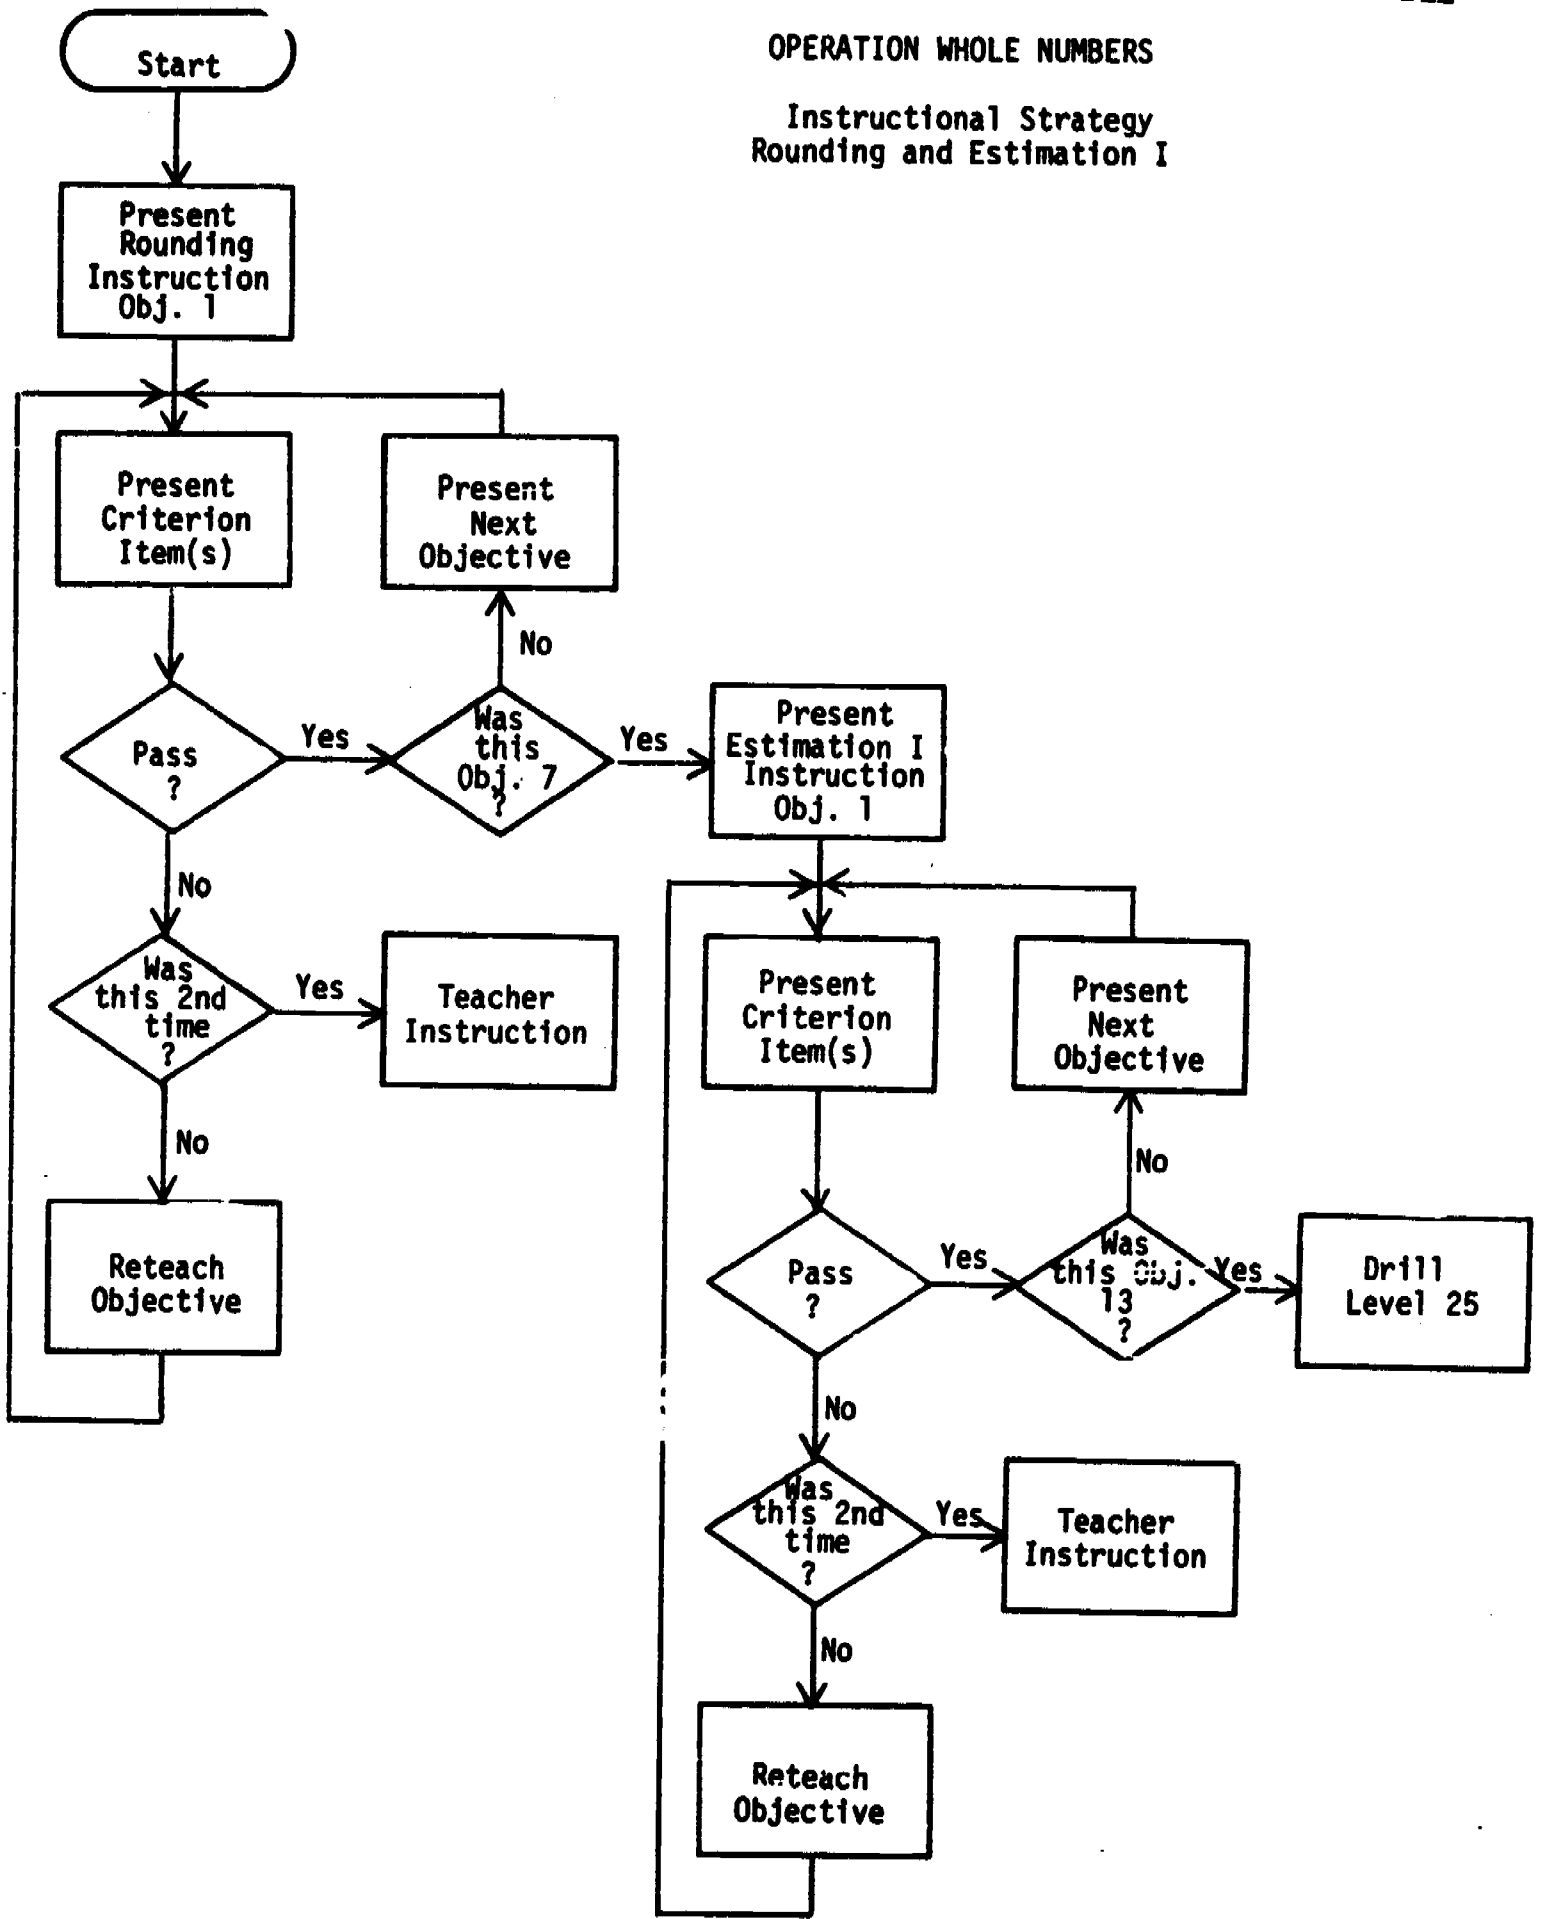 OPERATION WHOLE NUMBERS
Instructional Strategy
Rounding and Estimation I
Start
Present
Rounding
Instruction
Obj. 1
Present
Criterion
Item(s)
Present
Next
Objective
No
Pass
?
Yes
Was
this
Obj. 7
?
Yes
Present
Estimation I
Instruction
Obj. 1
No
Was
this 2nd
time
?
Yes
Teacher
Instruction
No
Reteach
Objective
Present
Criterion
Item(s)
Present
Next
Objective
No
Pass
?
Yes
Was
this Obj.
13
?
Yes
Drill
Level 25
No
Was
this 2nd
time
?
Yes
Teacher
Instruction
No
Reteach
Objective